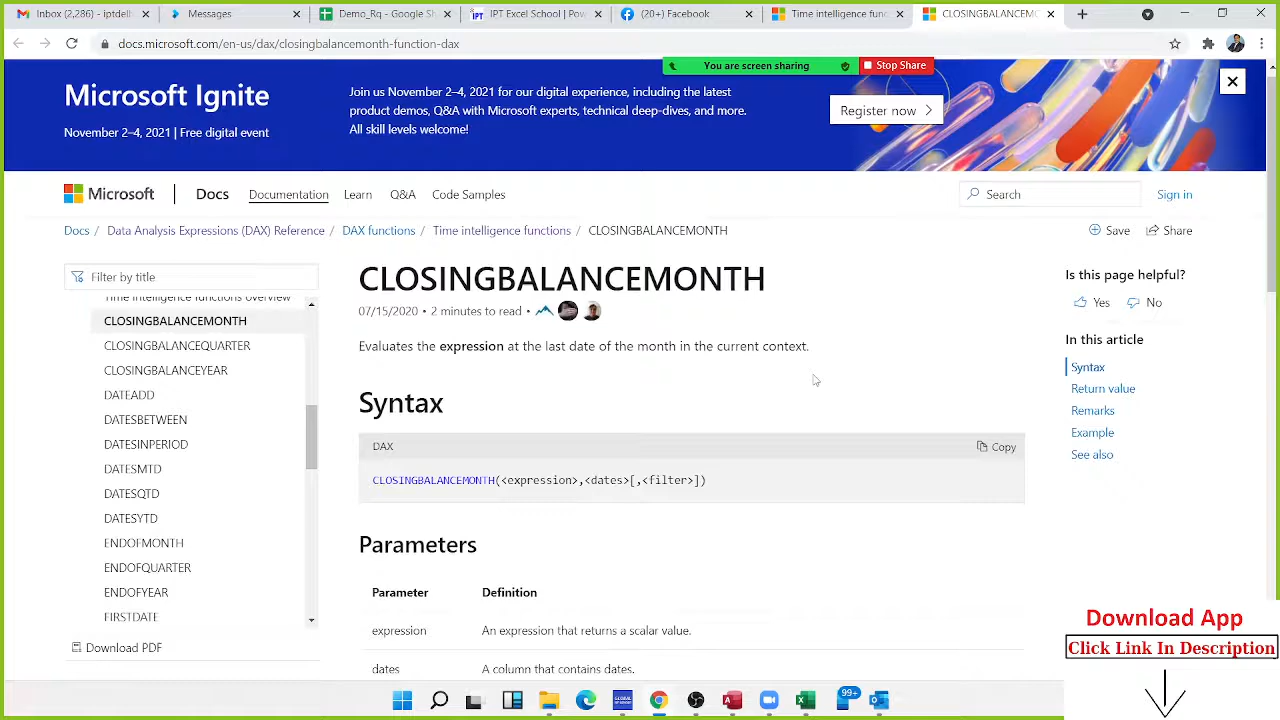 Inbox (2,916) - iptdelh
Messages
Demo_Rq - Google Sh
IPT Excel School | Pow
(20+) Facebook
Time intelligence func
CLOSINGBALANCEMC
docs.microsoft.com/en-us/dax/closingbalancemonth-function-dax
You are screen sharing
Stop Share
Microsoft Ignite
November 2–4, 2021 | Free digital event
Join us November 2–4, 2021 for our digital experience, including the latest
product demos, Q&A with Microsoft experts, technical deep-dives, and more.
All skill levels welcome!
Register now
Microsoft
Docs
Documentation
Learn
Q&A
Code Samples
Search
Sign in
Docs / Data Analysis Expressions (DAX) Reference / DAX functions / Time intelligence functions / CLOSINGBALANCEMONTH
Save
Share
Filter by title
Time intelligence functions overview
CLOSINGBALANCEMONTH
CLOSINGBALANCEQUARTER
CLOSINGBALANCEYEAR
DATEADD
DATESBETWEEN
DATESINPERIOD
DATESMTD
DATESQTD
DATESYTD
ENDOFMONTH
ENDOFQUARTER
ENDOFYEAR
FIRSTDATE
Download PDF
CLOSINGBALANCEMONTH
07/15/2020 • 2 minutes to read •
Evaluates the expression at the last date of the month in the current context.
Syntax
DAX
Copy
CLOSINGBALANCEMONTH(<expression>,<dates>[,<filter>])
Parameters
Parameter Definition
expression An expression that returns a scalar value.
dates A column that contains dates.
Is this page helpful?
Yes
No
In this article
Syntax
Return value
Remarks
Example
See also
Download App
Click Link In Description
99+